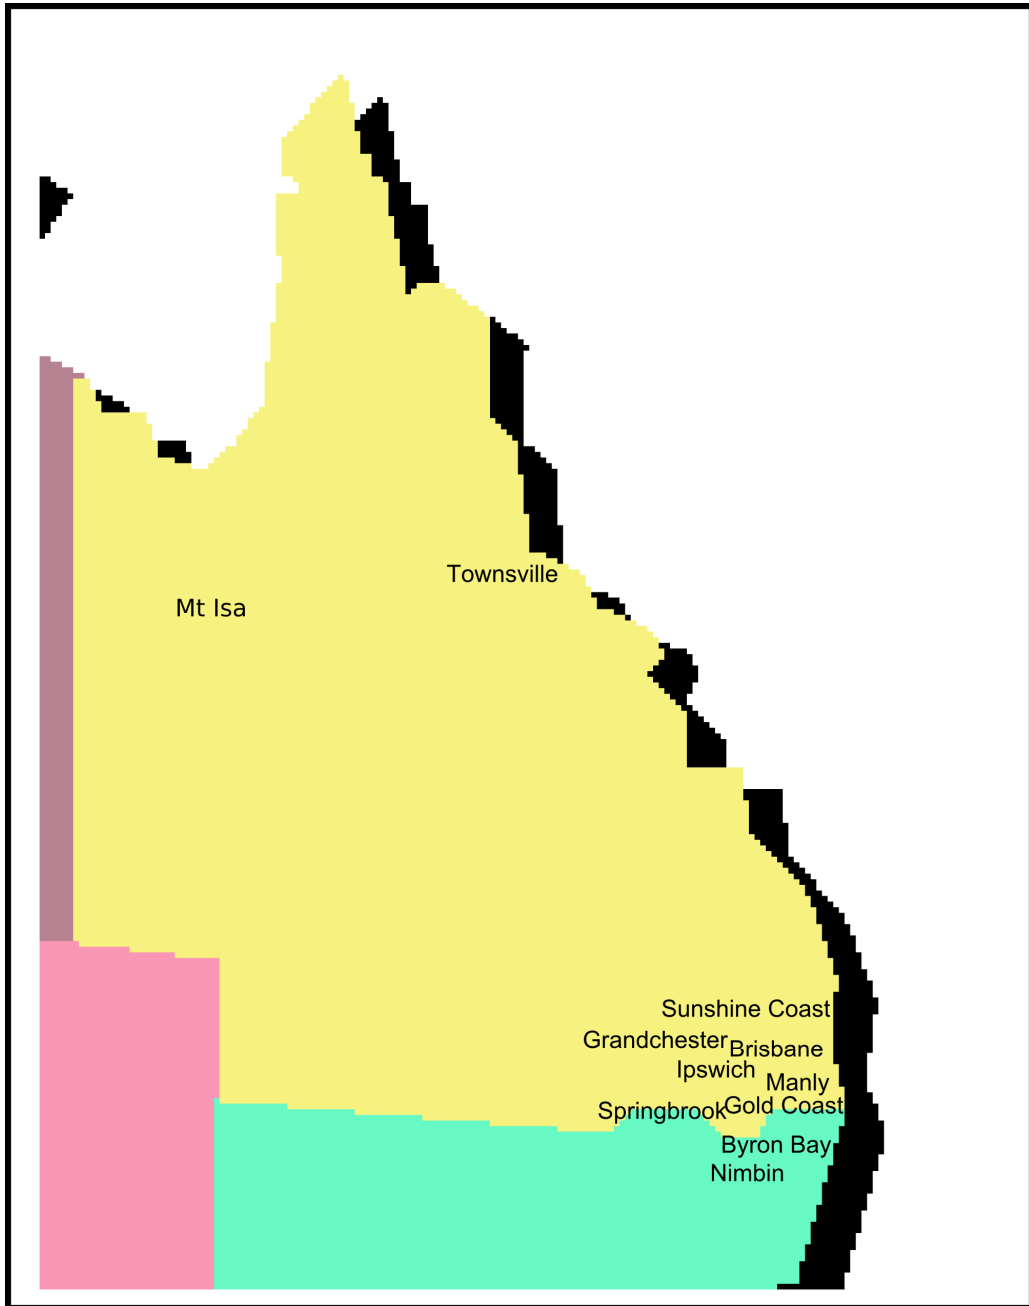 Townsville
Mt Isa
Sunshine Coast
Grandchester
Brisbane
Ipswich
Manly
Gold Coast
Springbrook
Byron Bay
Nimbin